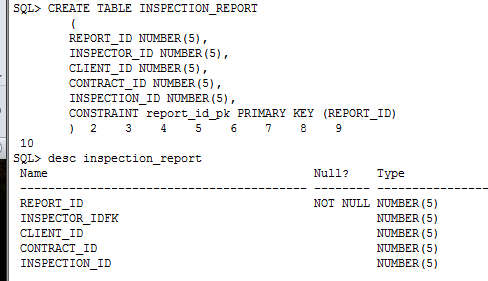 SQL> CREATE TABLE INSPECTION_REPORT
(
REPORT_ID NUMBER(5),
INSPECTOR_ID NUMBER(5),
CLIENT_ID NUMBER(5),
CONTRACT_ID NUMBER(5),
INSPECTION_ID NUMBER(5),
CONSTRAINT report_id_pk PRIMARY KEY (REPORT_ID)
) 2 3 4 5 6 7 8 9
10
SQL> desc inspection_report
Name Null? Type
----------------------------------------- -------- ----------------
REPORT_ID NOT NULL NUMBER(5)
INSPECTOR_IDFK NUMBER(5)
CLIENT_ID NUMBER(5)
CONTRACT_ID NUMBER(5)
INSPECTION_ID NUMBER(5)